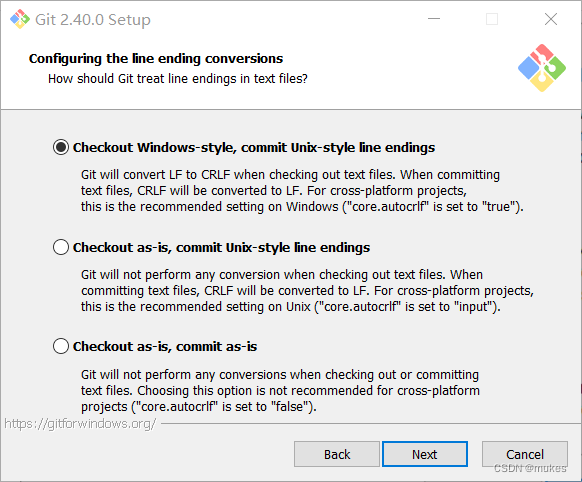 Git 2.40.0 Setup
Configuring the line ending conversions
How should Git treat line endings in text files?
Checkout Windows-style, commit Unix-style line endings
Git will convert LF to CRLF when checking out text files. When committing
text files, CRLF will be converted to LF. For cross-platform projects,
this is the recommended setting on Windows ("core.autocrlf" is set to "true").
Checkout as-is, commit Unix-style line endings
Git will not perform any conversion when checking out text files. When
committing text files, CRLF will be converted to LF. For cross-platform projects,
this is the recommended setting on Unix ("core.autocrlf" is set to "input").
Checkout as-is, commit as-is
Git will not perform any conversions when checking out or committing
text files. Choosing this option is not recommended for cross-platform
projects ("core.autocrlf" is set to "false").
https://gitforwindows.org/
Back Next Cancel
CSDN @mukes